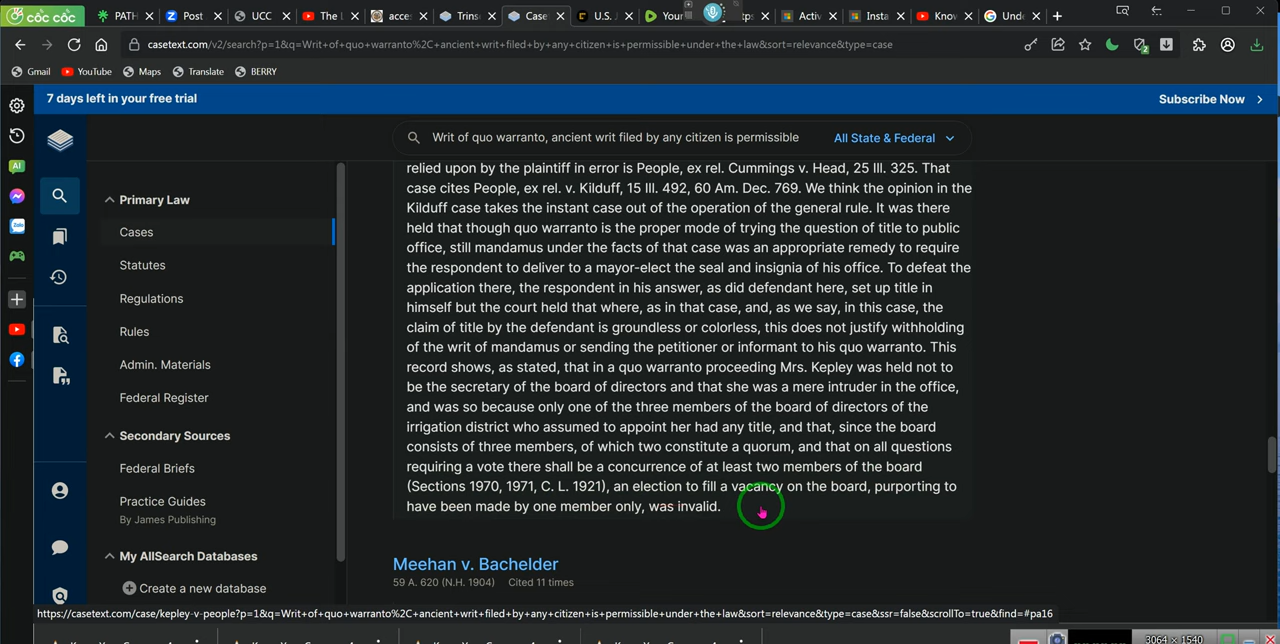 cốc cốc
PATH
Post
UCC
The L
acces
Trins
Case
U.S. J
Your
ps
Activ
Insta
Knov
Unde
casetext.com/v2/search?p=1&q=Writ+of+quo+warranto%2C+ancient+writ+filed+by+any+citizen+is+permissible+under+the+law&sort=relevance&type=case
2
Gmail
YouTube
Maps
Translate
BERRY
7 days left in your free trial
Subscribe Now
AI
Zalo
Writ of quo warranto, ancient writ filed by any citizen is permissible
All State & Federal
Primary Law
Cases
Statutes
Regulations
Rules
Admin. Materials
Federal Register
Secondary Sources
Federal Briefs
Practice Guides
By James Publishing
My AllSearch Databases
Create a new database
relied upon by the plaintiff in error is People, ex rel. Cummings v. Head, 25 Ill. 325. That
case cites People, ex rel. v. Kilduff, 15 Ill. 492, 60 Am. Dec. 769. We think the opinion in the
Kilduff case takes the instant case out of the operation of the general rule. It was there
held that though quo warranto is the proper mode of trying the question of title to public
office, still mandamus under the facts of that case was an appropriate remedy to require
the respondent to deliver to a mayor-elect the seal and insignia of his office. To defeat the
application there, the respondent in his answer, as did defendant here, set up title in
himself but the court held that where, as in that case, and, as we say, in this case, the
claim of title by the defendant is groundless or colorless, this does not justify withholding
of the writ of mandamus or sending the petitioner or informant to his quo warranto. This
record shows, as stated, that in a quo warranto proceeding Mrs. Kepley was held not to
be the secretary of the board of directors and that she was a mere intruder in the office,
and was so because only one of the three members of the board of directors of the
irrigation district who assumed to appoint her had any title, and that, since the board
consists of three members, of which two constitute a quorum, and that on all questions
requiring a vote there shall be a concurrence of at least two members of the board
(Sections 1970, 1971, C. L. 1921), an election to fill a vacancy on the board, purporting to
have been made by one member only, was invalid.
Meehan v. Bachelder
59 A. 620 (N.H. 1904) Cited 11 times
https://casetext.com/case/kepley-v-people?p=1&q=Writ+of+quo+warranto%2C+ancient+writ+filed+by+any+citizen+is+permissible+under+the+law&sort=relevance&type=case&ssr=false&scrollTo=true&find=#pa16
3064 × 1540